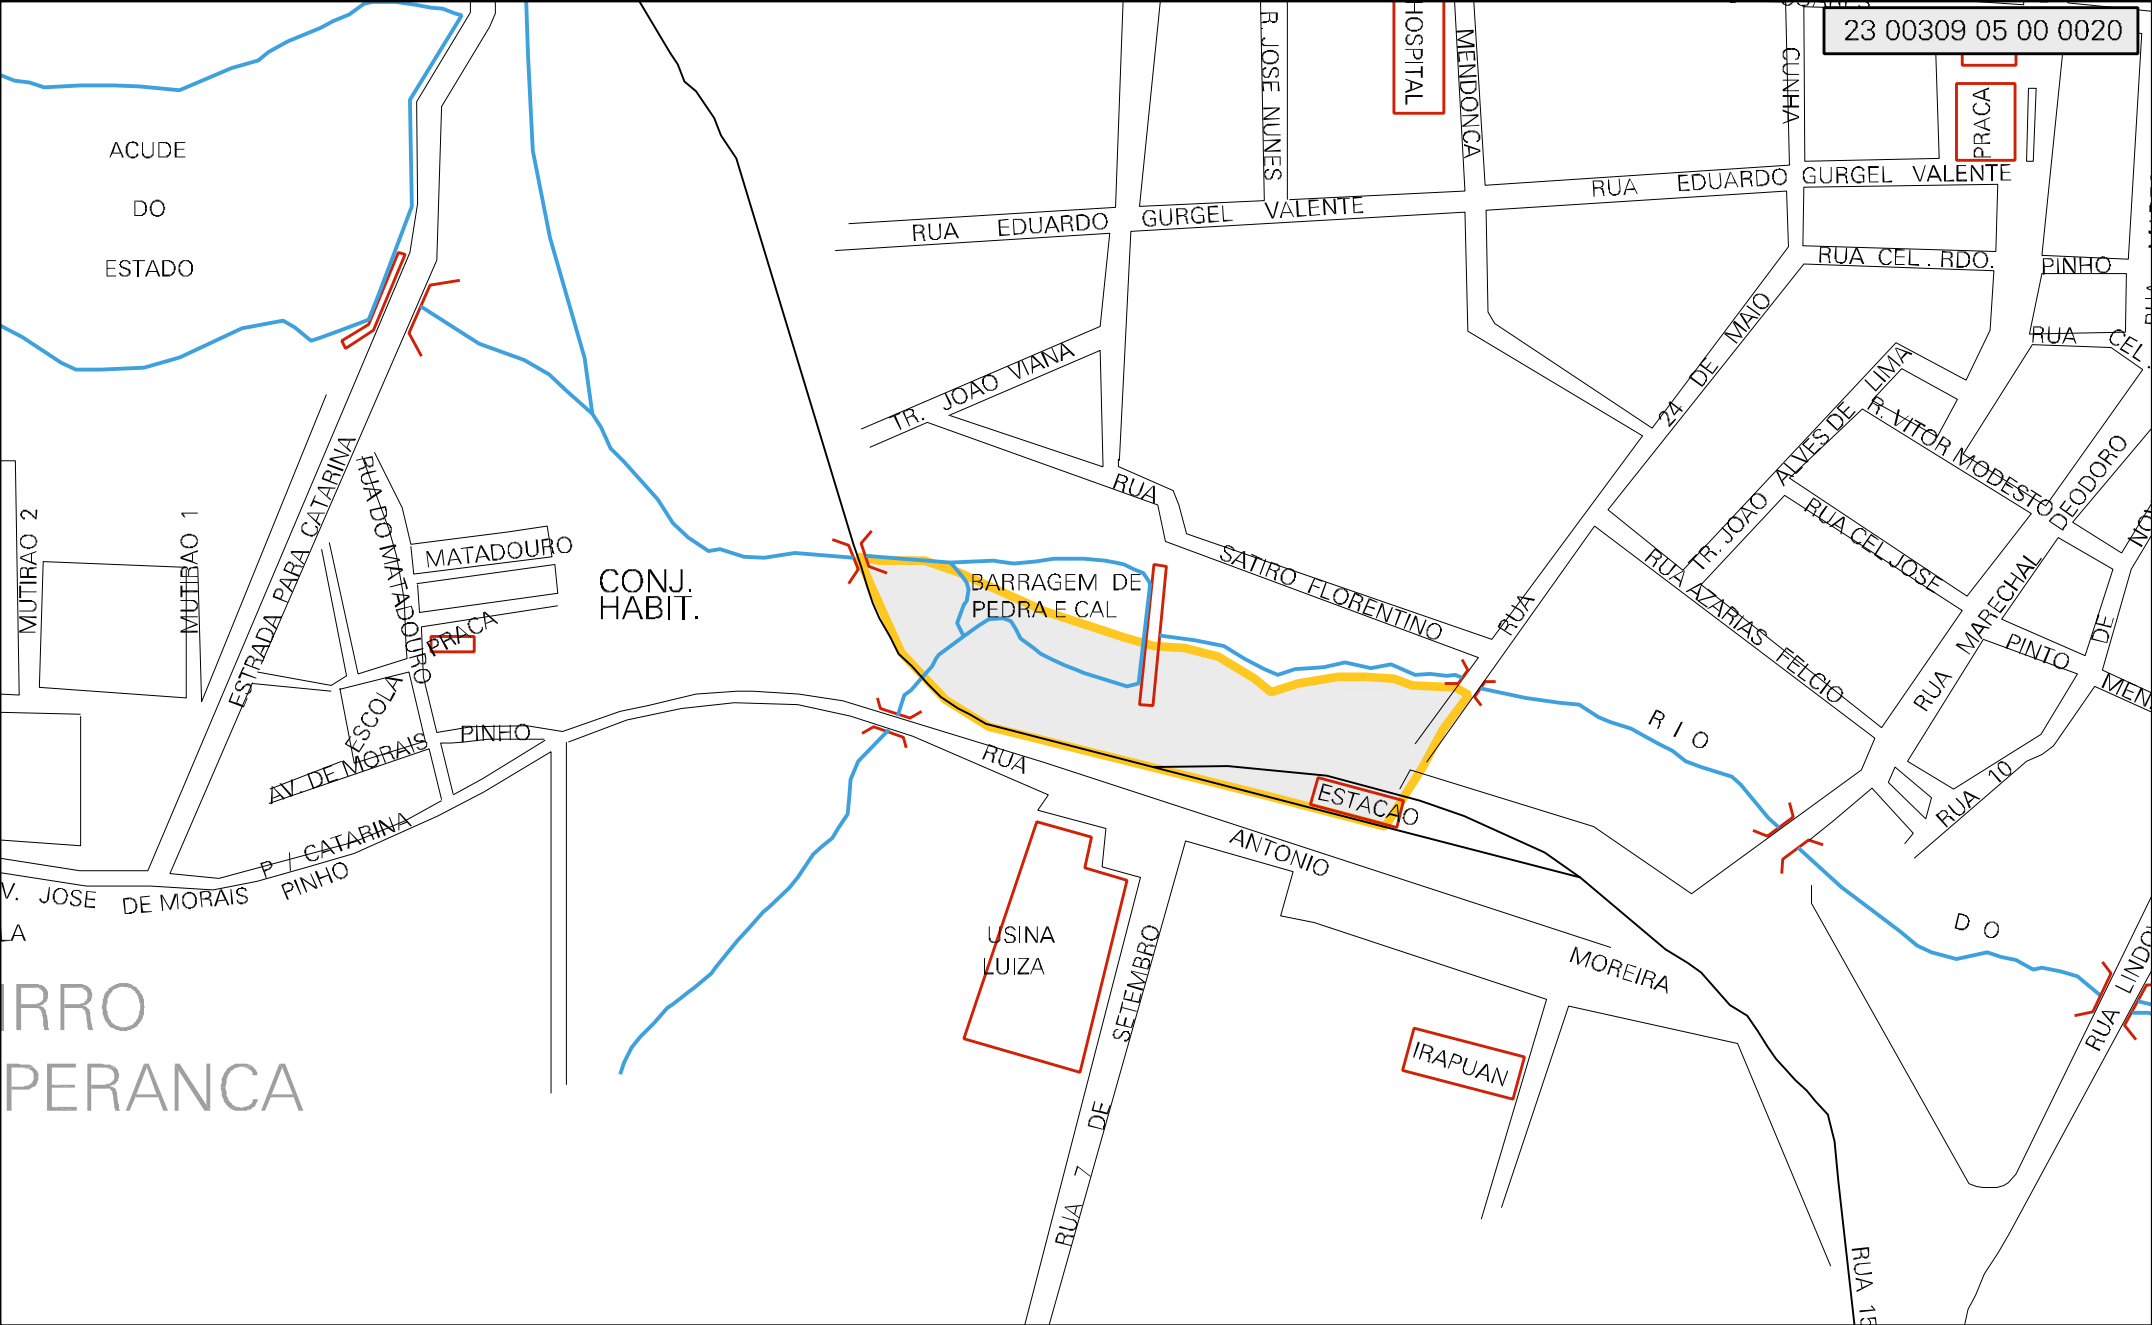 23 00309 05 00 0020
HOSPITAL
R. JOSE NUNES
MENDONCA
CUNHA
PRACA
ACUDE
DO
ESTADO
RUA EDUARDO GURGEL VALENTE
RUA EDUARDO GURGEL VALENTE
RUA CEL. RDO. PINHO
RUA CEL.
24 DE MAIO
RUA
TR. JOAO VIANA
TR. JOAO ALVES DE LIMA
R. VITOR MODESTO
RUA CEL JOSE
RUA MARECHAL DEODORO
RUA AZARIAS FELCIO
PINTO
DE
RUA 10
RUA SATIRO FLORENTINO
BARRAGEM DE
PEDRA E CAL
CONJ.
HABIT.
MUTIRAO 2
MUTIRAO 1
ESTRADA PARA CATARINA
RUA DO MATADOURO
MATADOURO
PRACA
ESCOLA
AV. DE MORAIS PINHO
P / CATARINA
V. JOSE DE MORAIS PINHO
LA
IRRO
PERANCA
RUA ANTONIO MOREIRA
ESTACAO
USINA
LUIZA
RUA 7 DE SETEMBRO
IRAPUAN
RIO
DO
RUA LINDO
RUA 15